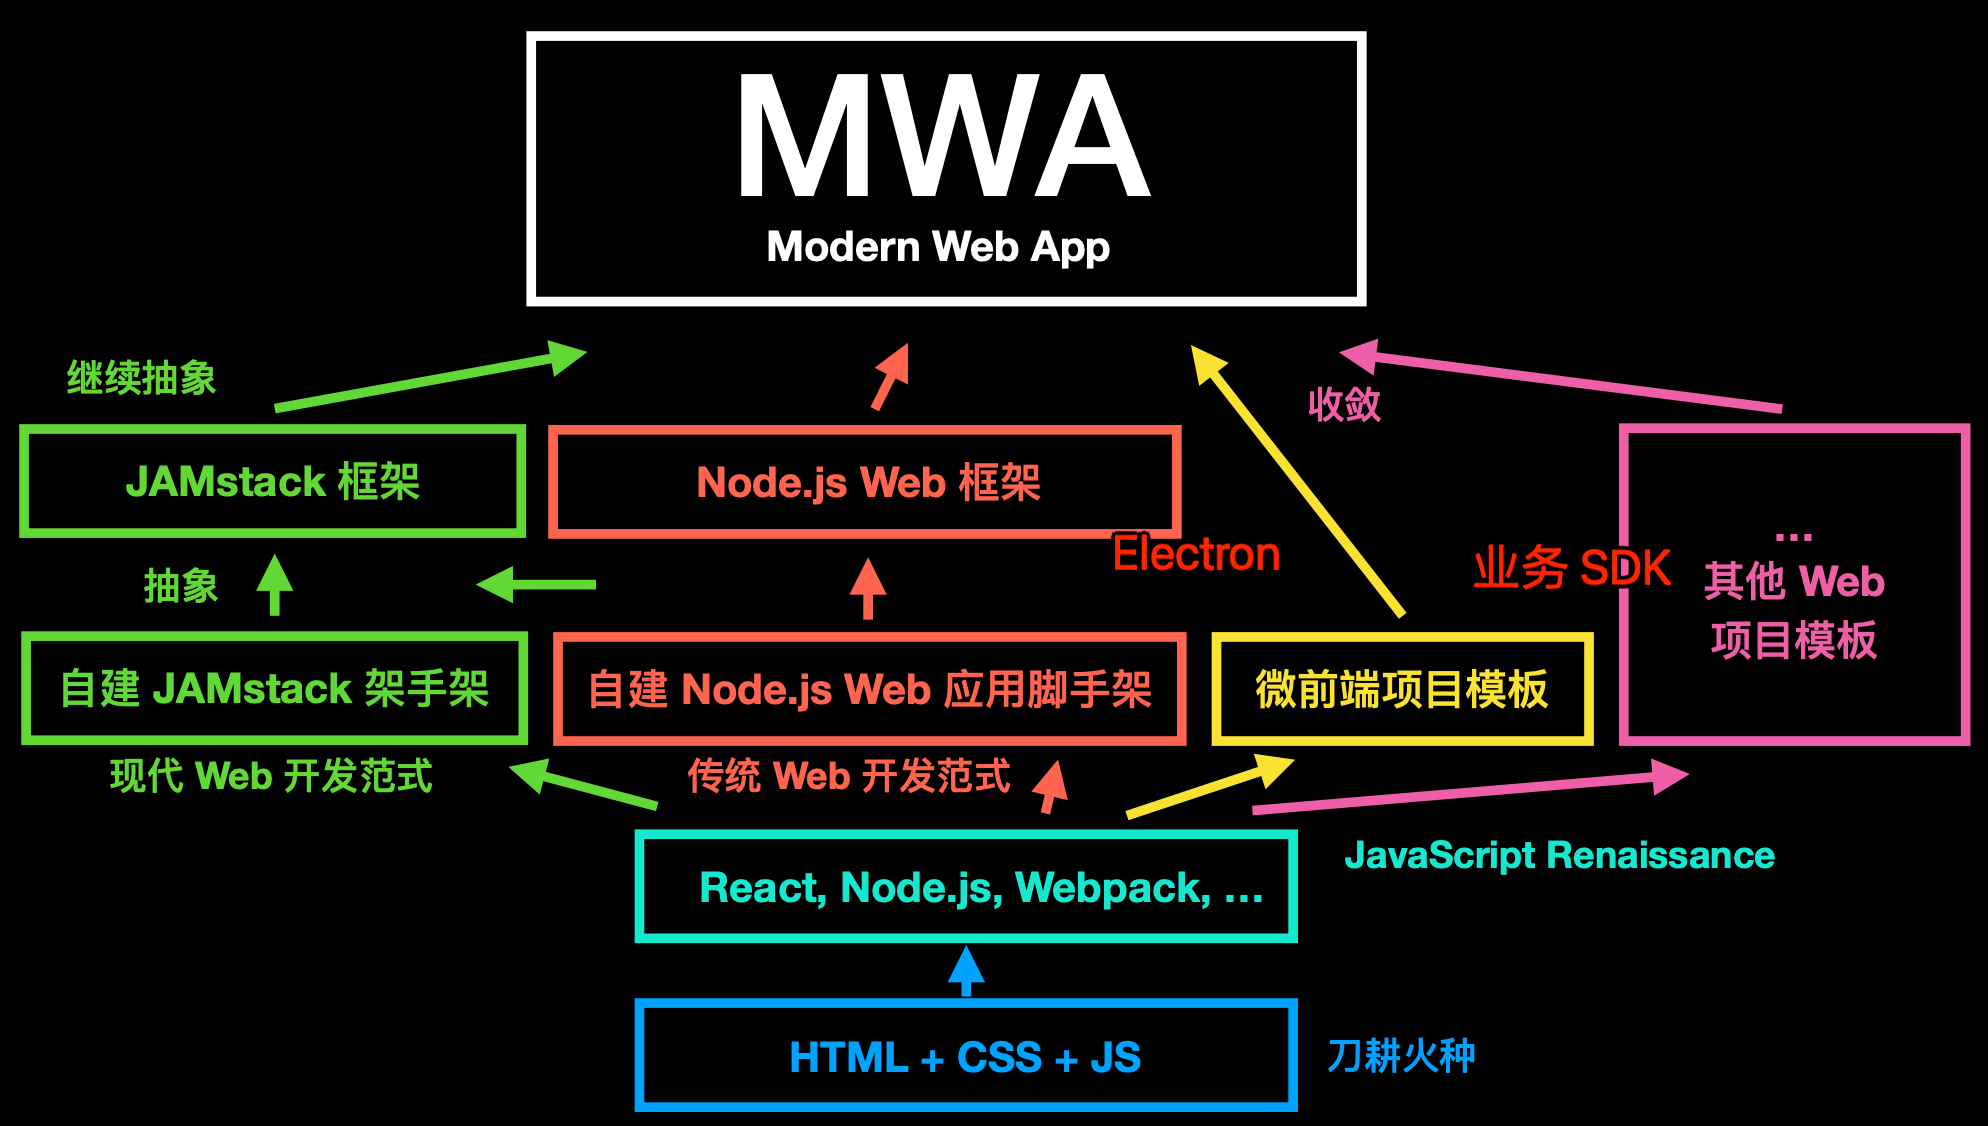 MWA
Modern Web App
继续抽象
收敛
JAMstack 框架
Node.js Web 框架
Electron
业务 SDK
...
其他 Web
项目模板
抽象
自建 JAMstack 架手架
自建 Node.js Web 应用脚手架
微前端项目模板
现代 Web 开发范式
传统 Web 开发范式
JavaScript Renaissance
React, Node.js, Webpack, ...
HTML + CSS + JS
刀耕火种